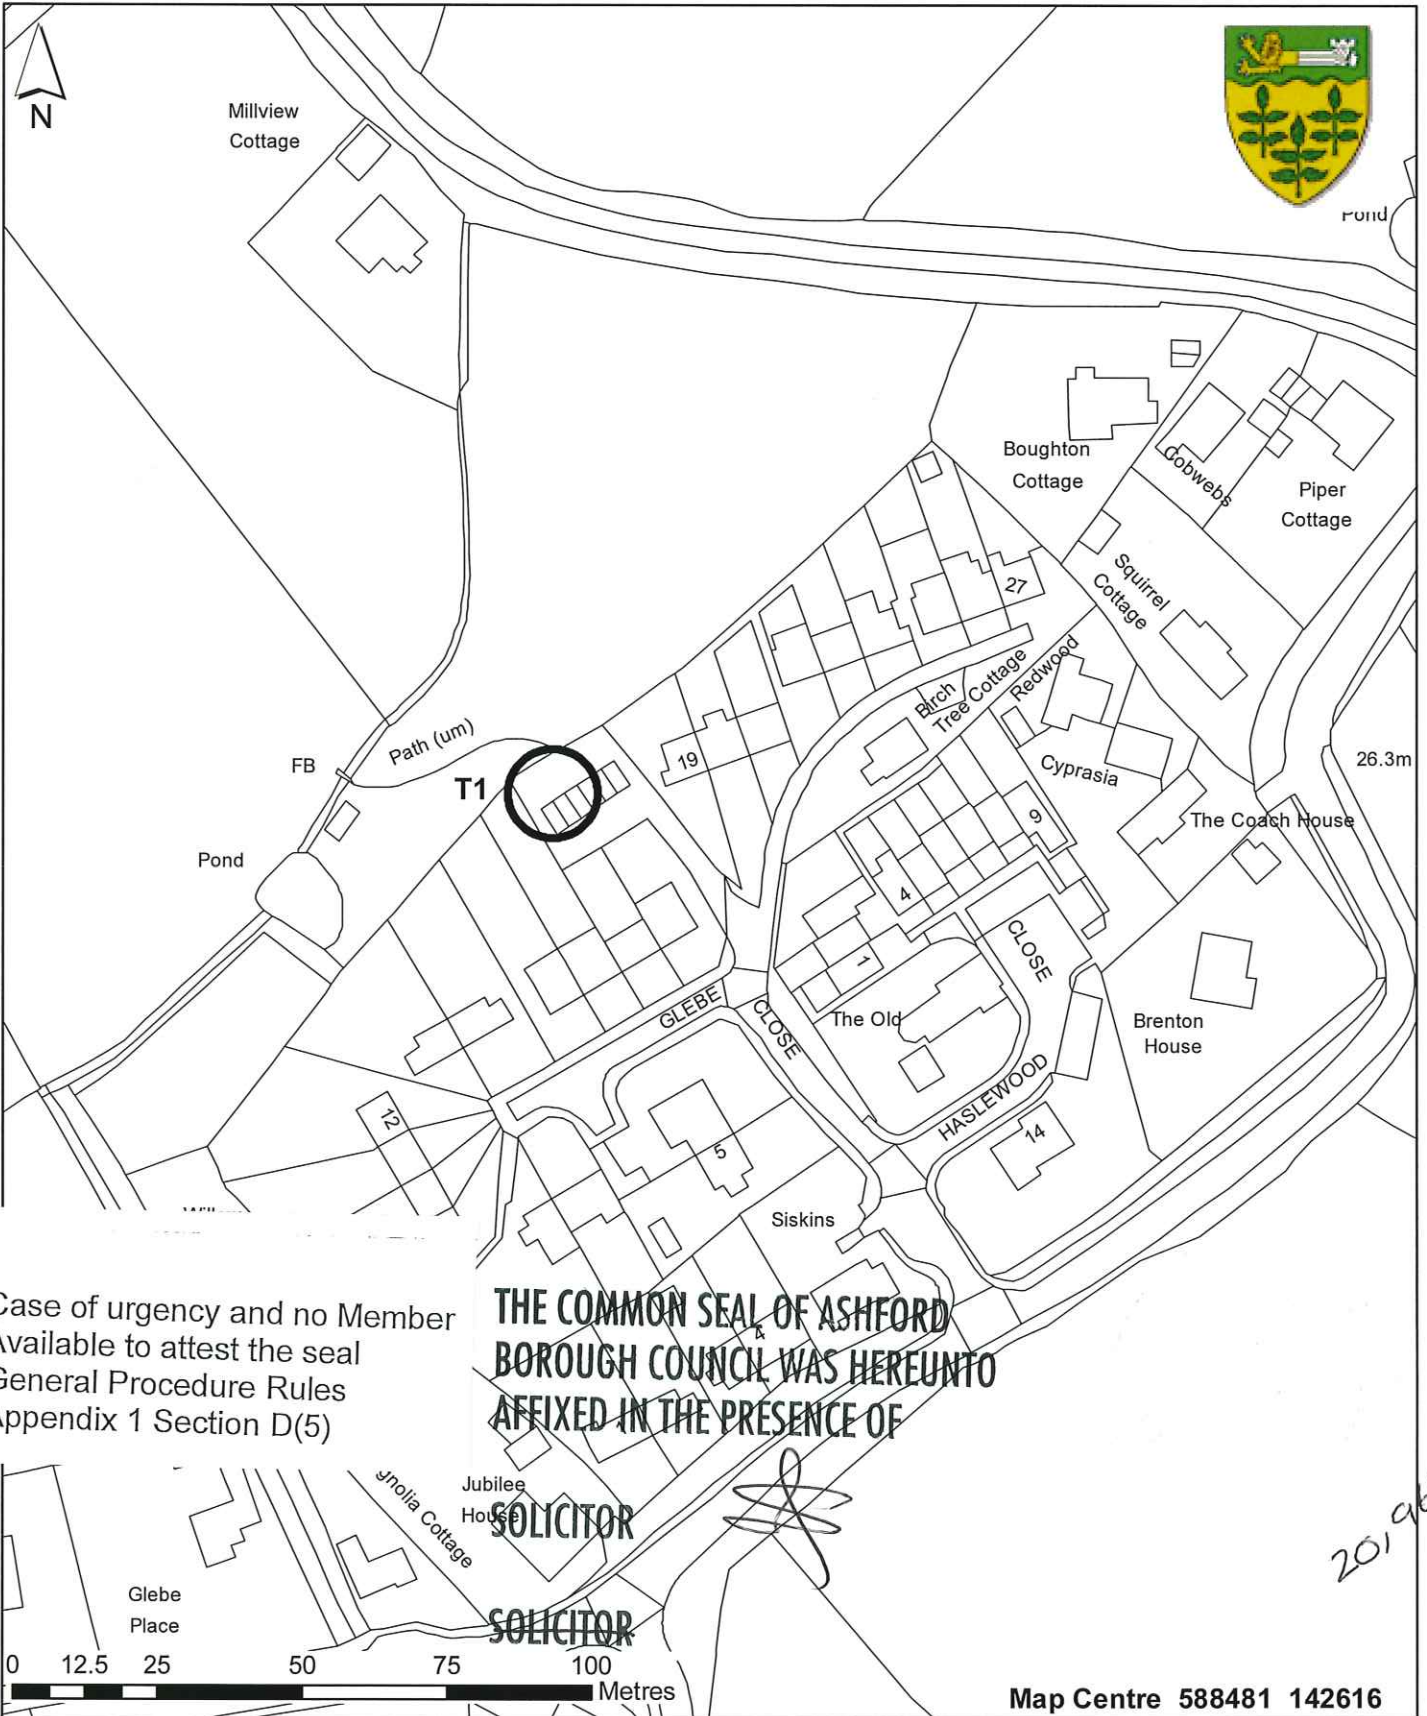 N
Millview
Cottage
Pond
Boughton
Cottage
Cobwebs
Piper
Cottage
Squirrel
Cottage
27
Birch
Tree Cottage
Redwood
Path (um)
FB
T1
19
Cyprasia
26.3m
9
The Coach House
Pond
4
CLOSE
1
GLEBE
CLOSE
The Old
Brenton
House
HASLEWOOD
12
14
5
Siskins
Case of urgency and no Member
Available to attest the seal
General Procedure Rules
Appendix 1 Section D(5)
THE COMMON SEAL OF ASHFORD
BOROUGH COUNCIL WAS HEREUNTO
AFFIXED IN THE PRESENCE OF
4
1
gnolia Cottage
Jubilee
House
SOLICITOR
SOLICITOR
Glebe
Place
0 12.5 25 50 75 100
Metres
Map Centre 588481 142616